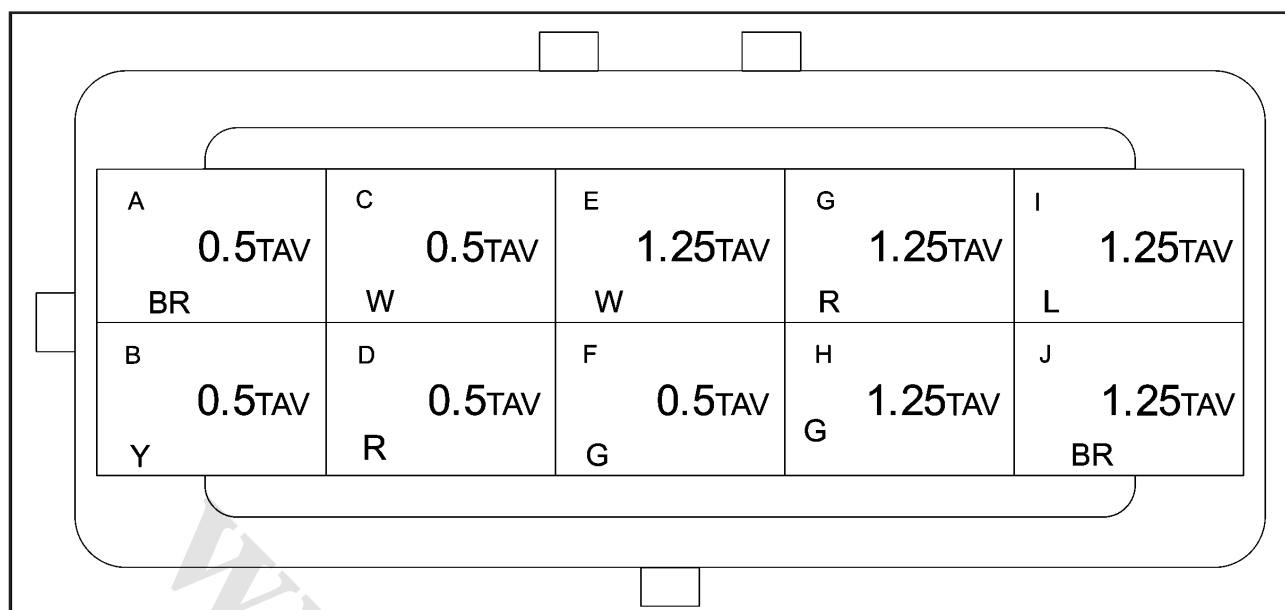 A C E G I
0.5TAV 0.5TAV 1.25TAV 1.25TAV 1.25TAV
BR W W R L
B D F H J
0.5TAV 0.5TAV 0.5TAV 1.25TAV 1.25TAV
Y R G G BR